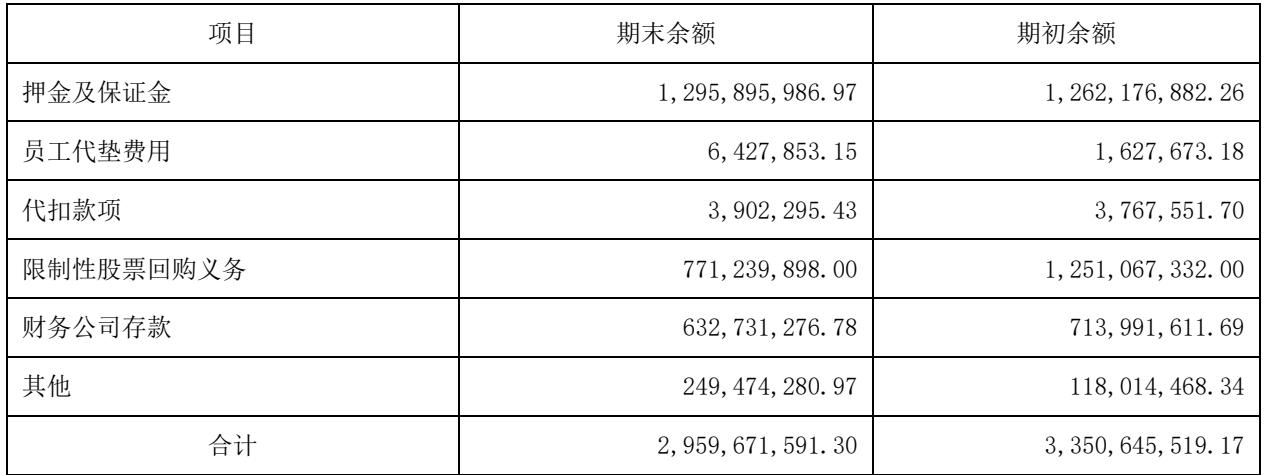 项目 期末余额 期初余额
押金及保证金 1,295,895,986.97 1,262,176,882.26
员工代垫费用 6,427,853.15 1,627,673.18
代扣款项 3,902,295.43 3,767,551.70
限制性股票回购义务 771,239,898.00 1,251,067,332.00
财务公司存款 632,731,276.78 713,991,611.69
其他 249,474,280.97 118,014,468.34
合计 2,959,671,591.30 3,350,645,519.17